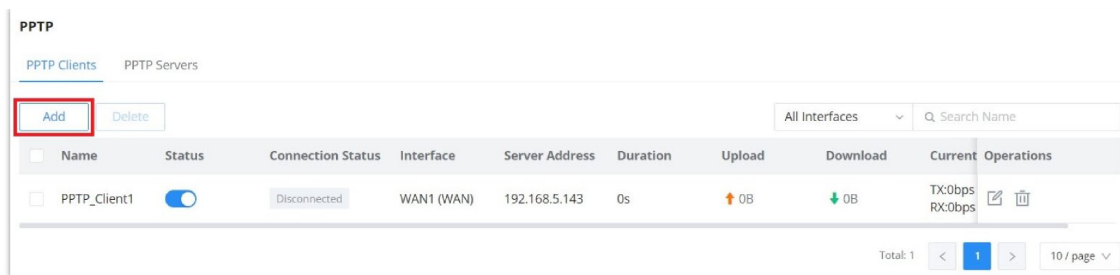 PPTP
PPTP Clients PPTP Servers
Add Delete All Interfaces Search Name
Name Status Connection Status Interface Server Address Duration Upload Download Current Operations
PPTP_Client1 Disconnected WAN1 (WAN) 192.168.5.143 0s 0B 0B TX:0bps
RX:0bps
Total: 1 < 1 > 10 / page